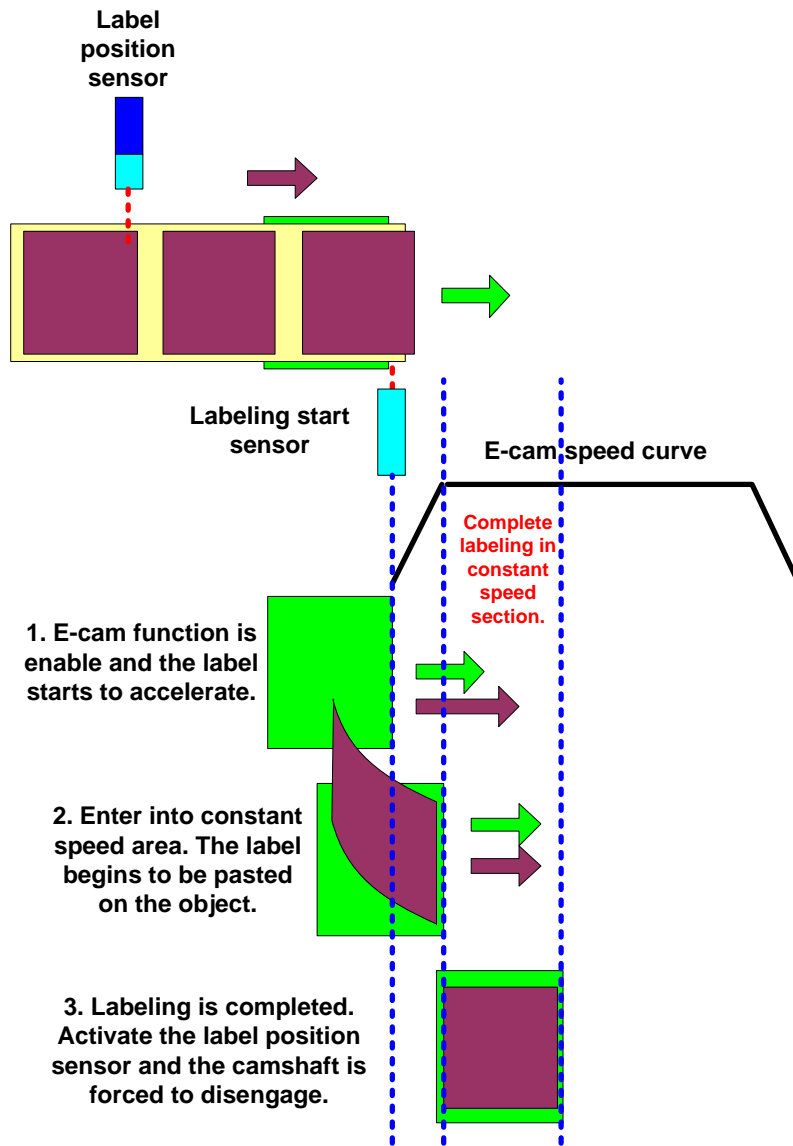 Label
position
sensor
Labeling start
sensor
E-cam speed curve
Complete
labeling in
constant
speed
section.
1. E-cam function is
enable and the label
starts to accelerate.
2. Enter into constant
speed area. The label
begins to be pasted
on the object.
3. Labeling is completed.
Activate the label position
sensor and the camshaft is
forced to disengage.